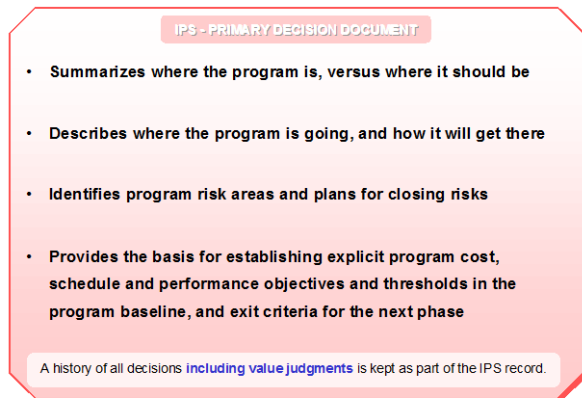 IPS - PRIMARY DECISION DOCUMENT
• Summarizes where the program is, versus where it should be
• Describes where the program is going, and how it will get there
• Identifies program risk areas and plans for closing risks
• Provides the basis for establishing explicit program cost,
schedule and performance objectives and thresholds in the
program baseline, and exit criteria for the next phase
A history of all decisions including value judgments is kept as part of the IPS record.